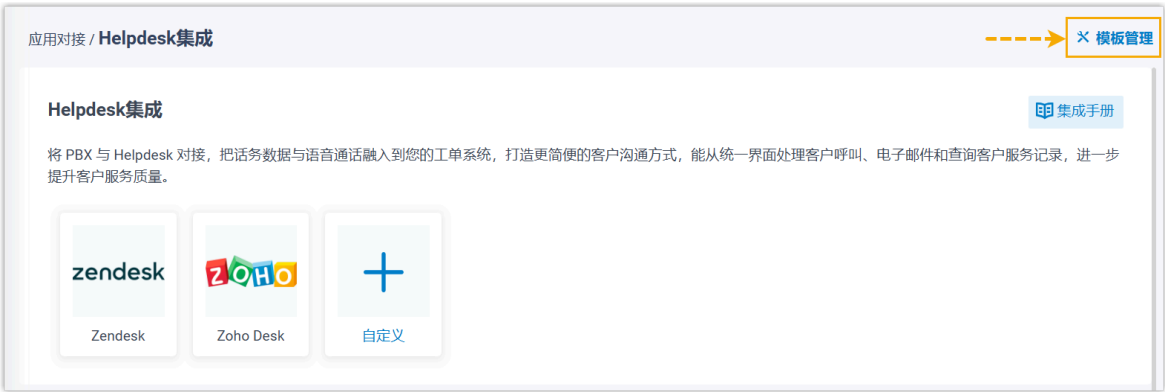 应用对接 / Helpdesk集成
模板管理
Helpdesk集成
集成手册
将 PBX 与 Helpdesk 对接，把话务数据与语音通话融入到您的工单系统，打造更简便的客户沟通方式，能从统一界面处理客户呼叫、电子邮件和查询客户服务记录，进一步
提升客户服务质量。
zendesk
ZOHO
Zendesk
Zoho Desk
自定义